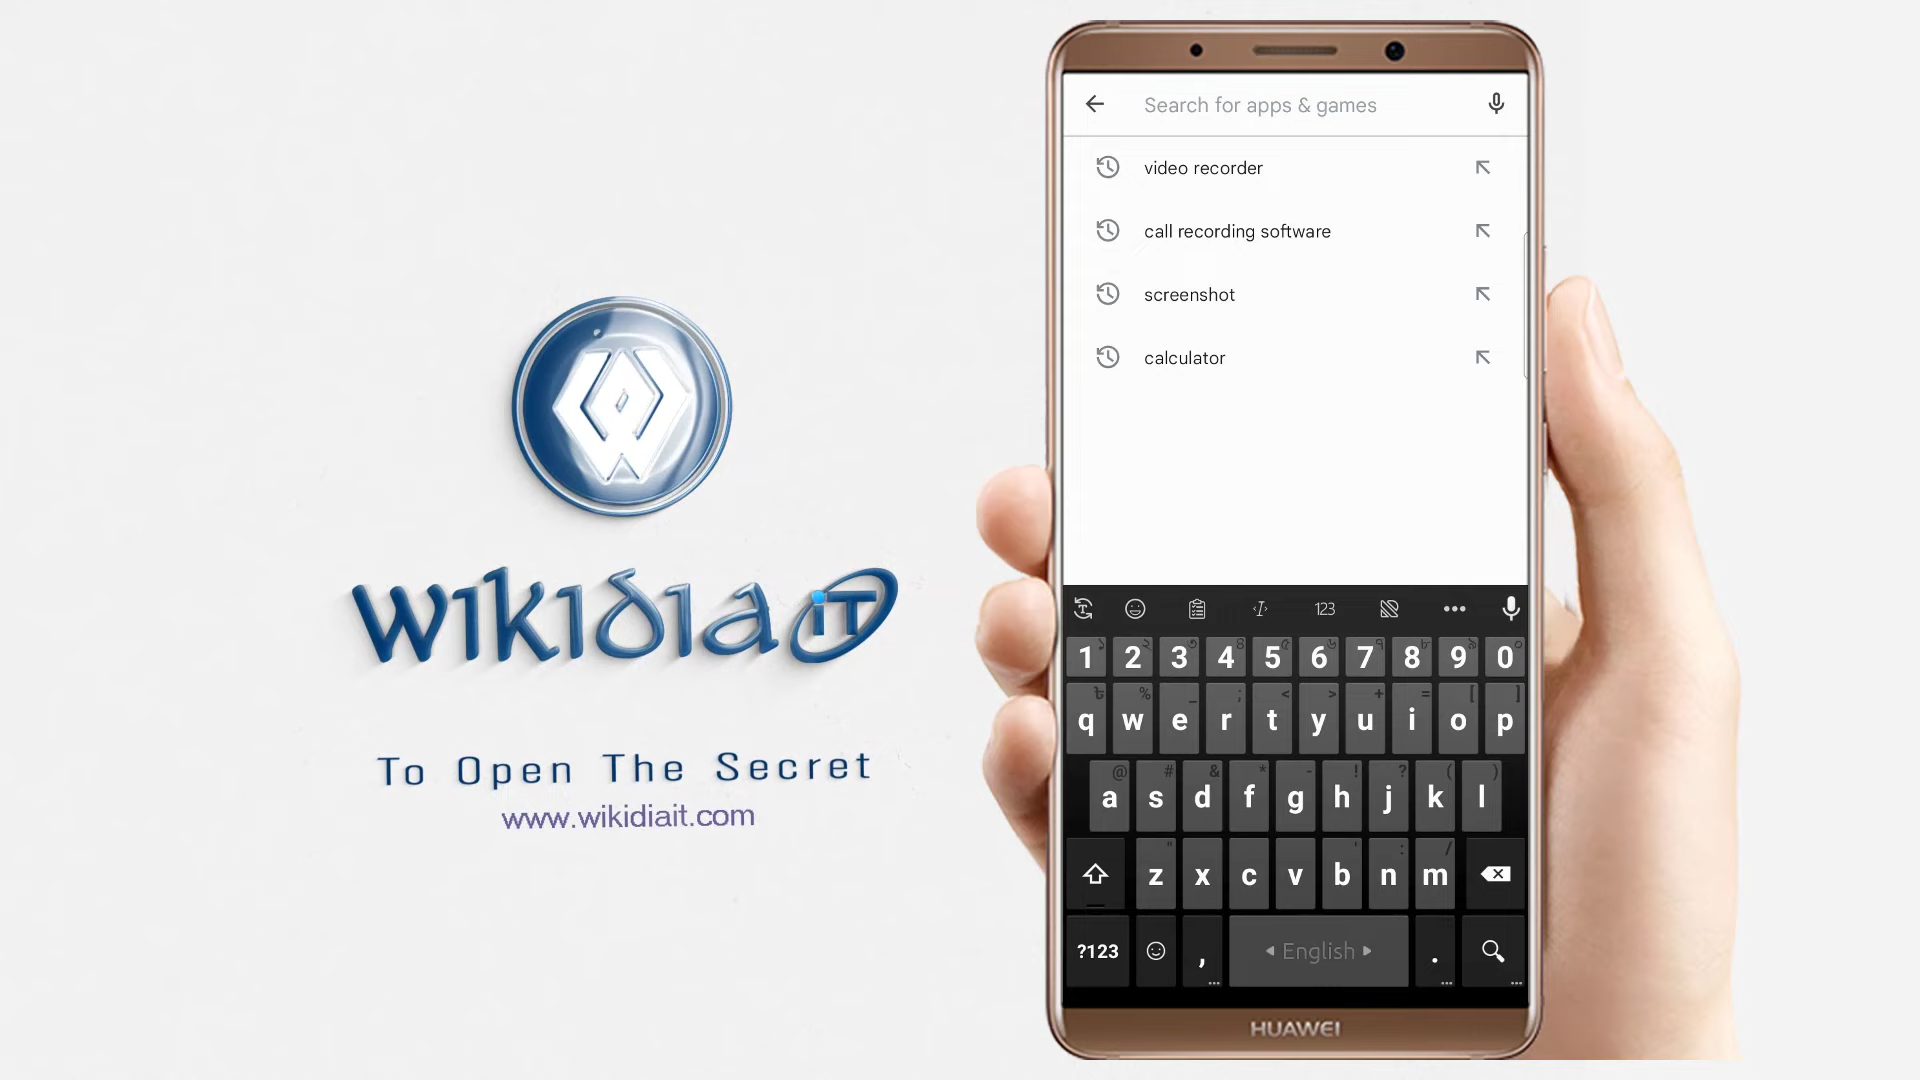 Search for apps & games
video recorder
call recording software
screenshot
calculator
wikidia iT
To Open The Secret
www.wikidiait.com
123
1 2 3 4 5 6 7 8 9 0
% _ ; < > + = [ ]
q w e r t y u i o p
@ # & * - ! ? ( )
a s d f g h j k l
" ' : /
z x c v b n m
?123 , English .
HUAWEI